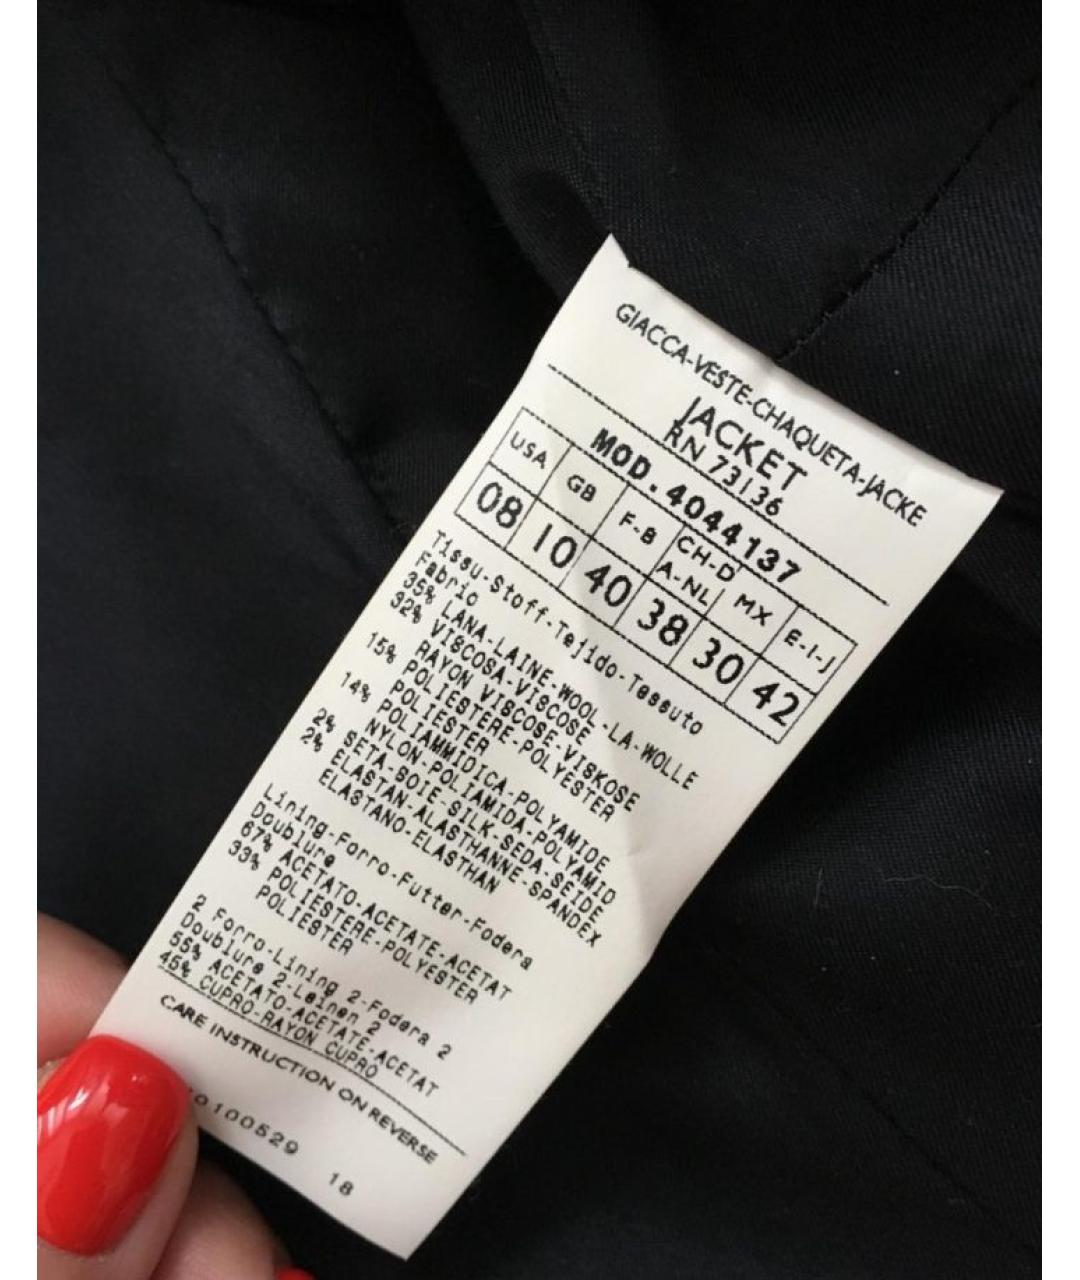 GIACCA-VESTE-CHAQUETA-JACKE
JACKET
RN 73136
MOD. 4044137
USA GB F-B CH-D A-NL MX E-I-J
08 10 40 38 30 42
Tissu-Stoff-Tejido-Tessuto
Fabric
35% LANA-LAINE-WOOL-LA-WOLLE
32% VISCOSA-VISCOSE
RAYON VISCOSE-VISKOSE
15% POLIESTERE-POLYESTER
POLIESTER
14% POLIAMMIDICA-POLYAMIDE
NYLON-POLIAMIDA-POLYAMID
2% SETA-SOIE-SILK-SEDA-SEIDE
2% ELASTAN-ALASTHANNE-SPANDEX
ELASTANO-ELASTHAN
Lining-Forro-Futter-Fodera
Doublure
67% ACETATO-ACETATE-ACETAT
33% POLIESTERE-POLYESTER
POLIESTER
2 Forro-Lining 2-Fodera 2
Doublure 2-Leinen 2
55% ACETATO-ACETATE-ACETAT
45% CUPRO-RAYON CUPRO
CARE INSTRUCTION ON REVERSE
0100529 18